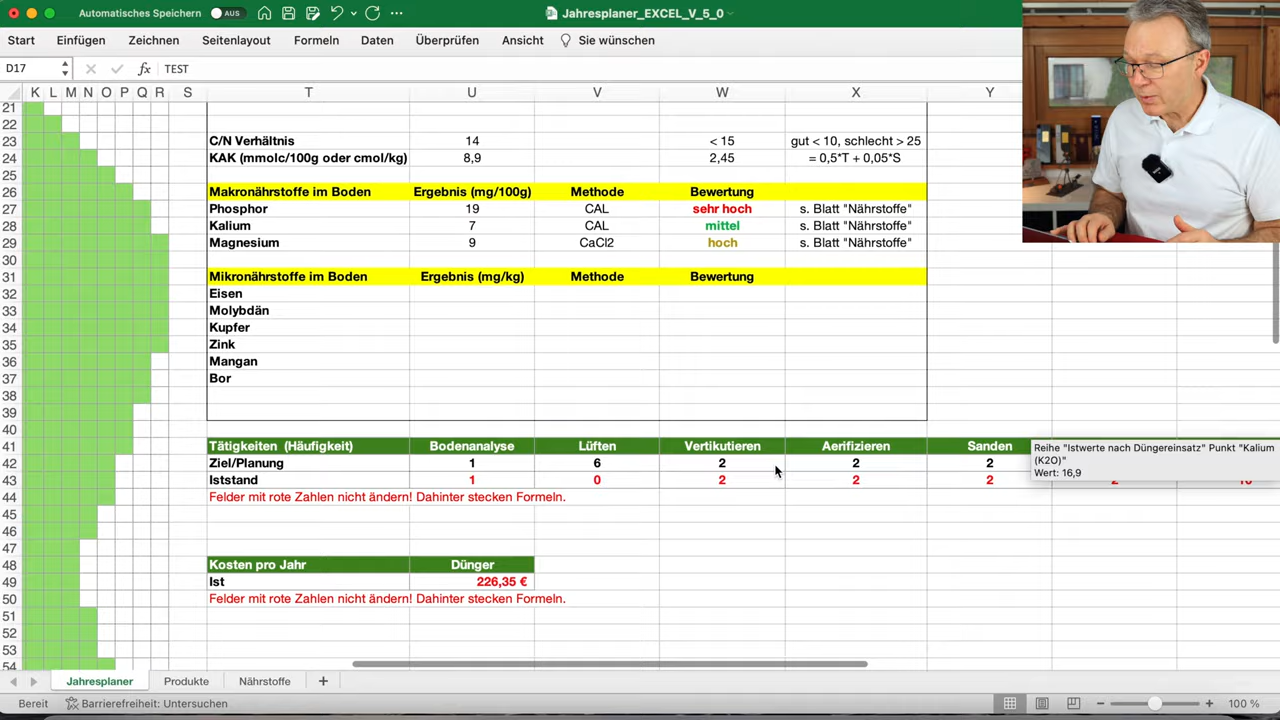 Automatisches Speichern AUS
Jahresplaner_EXCEL_V_5_0
Start Einfügen Zeichnen Seitenlayout Formeln Daten Überprüfen Ansicht Sie wünschen
D17 fx TEST
K L M N O P Q R S T U V W X Y
21
22
23 C/N Verhältnis 14 < 15 gut < 10, schlecht > 25
24 KAK (mmolc/100g oder cmol/kg) 8,9 2,45 = 0,5*T + 0,05*S
25
26 Makronährstoffe im Boden Ergebnis (mg/100g) Methode Bewertung
27 Phosphor 19 CAL sehr hoch s. Blatt "Nährstoffe"
28 Kalium 7 CAL mittel s. Blatt "Nährstoffe"
29 Magnesium 9 CaCl2 hoch s. Blatt "Nährstoffe"
30
31 Mikronährstoffe im Boden Ergebnis (mg/kg) Methode Bewertung
32 Eisen
33 Molybdän
34 Kupfer
35 Zink
36 Mangan
37 Bor
38
39
40
41 Tätigkeiten (Häufigkeit) Bodenanalyse Lüften Vertikutieren Aerifizieren Sanden
42 Ziel/Planung 1 6 2 2 2
43 Iststand 1 0 2 2 2
Reihe "Istwerte nach Düngereinsatz" Punkt "Kalium
(K2O)"
Wert: 16,9
44 Felder mit rote Zahlen nicht ändern! Dahinter stecken Formeln.
45
46
47
48 Kosten pro Jahr Dünger
49 Ist 226,35 €
50 Felder mit rote Zahlen nicht ändern! Dahinter stecken Formeln.
51
52
53
54
Jahresplaner Produkte Nährstoffe +
Bereit Barrierefreiheit: Untersuchen 100 %